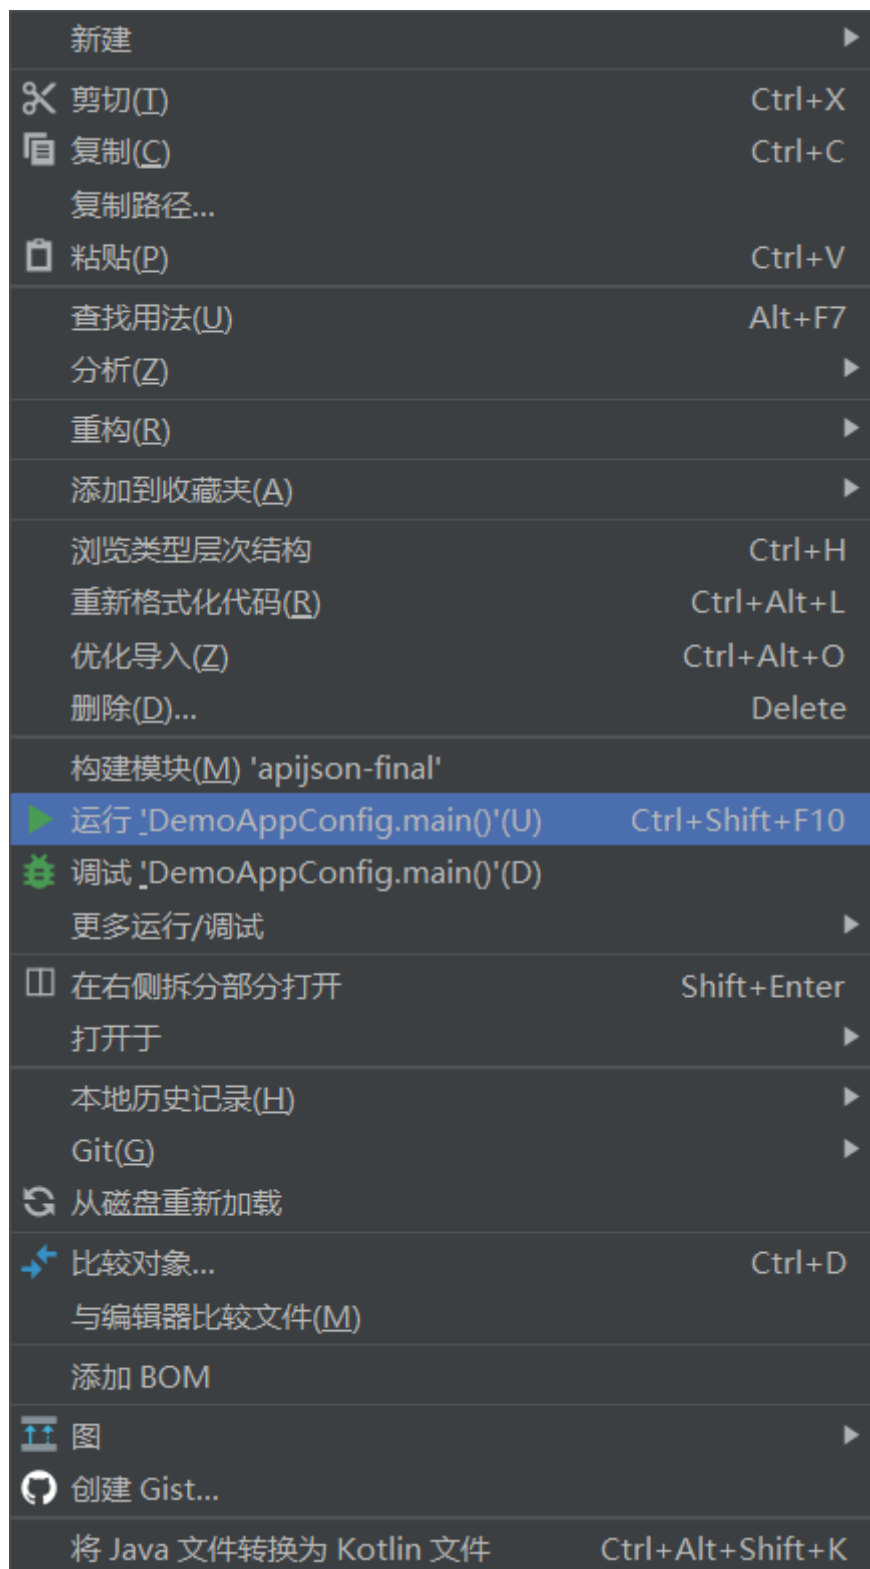 新建
剪切(T) Ctrl+X
复制(C) Ctrl+C
复制路径...
粘贴(P) Ctrl+V
查找用法(U) Alt+F7
分析(Z)
重构(R)
添加到收藏夹(A)
浏览类型层次结构 Ctrl+H
重新格式化代码(R) Ctrl+Alt+L
优化导入(Z) Ctrl+Alt+O
删除(D)... Delete
构建模块(M) 'apijson-final'
运行 'DemoAppConfig.main()'(U) Ctrl+Shift+F10
调试 'DemoAppConfig.main()'(D)
更多运行/调试
在右侧拆分部分打开 Shift+Enter
打开于
本地历史记录(H)
Git(G)
从磁盘重新加载
比较对象... Ctrl+D
与编辑器比较文件(M)
添加 BOM
图
创建 Gist...
将 Java 文件转换为 Kotlin 文件 Ctrl+Alt+Shift+K